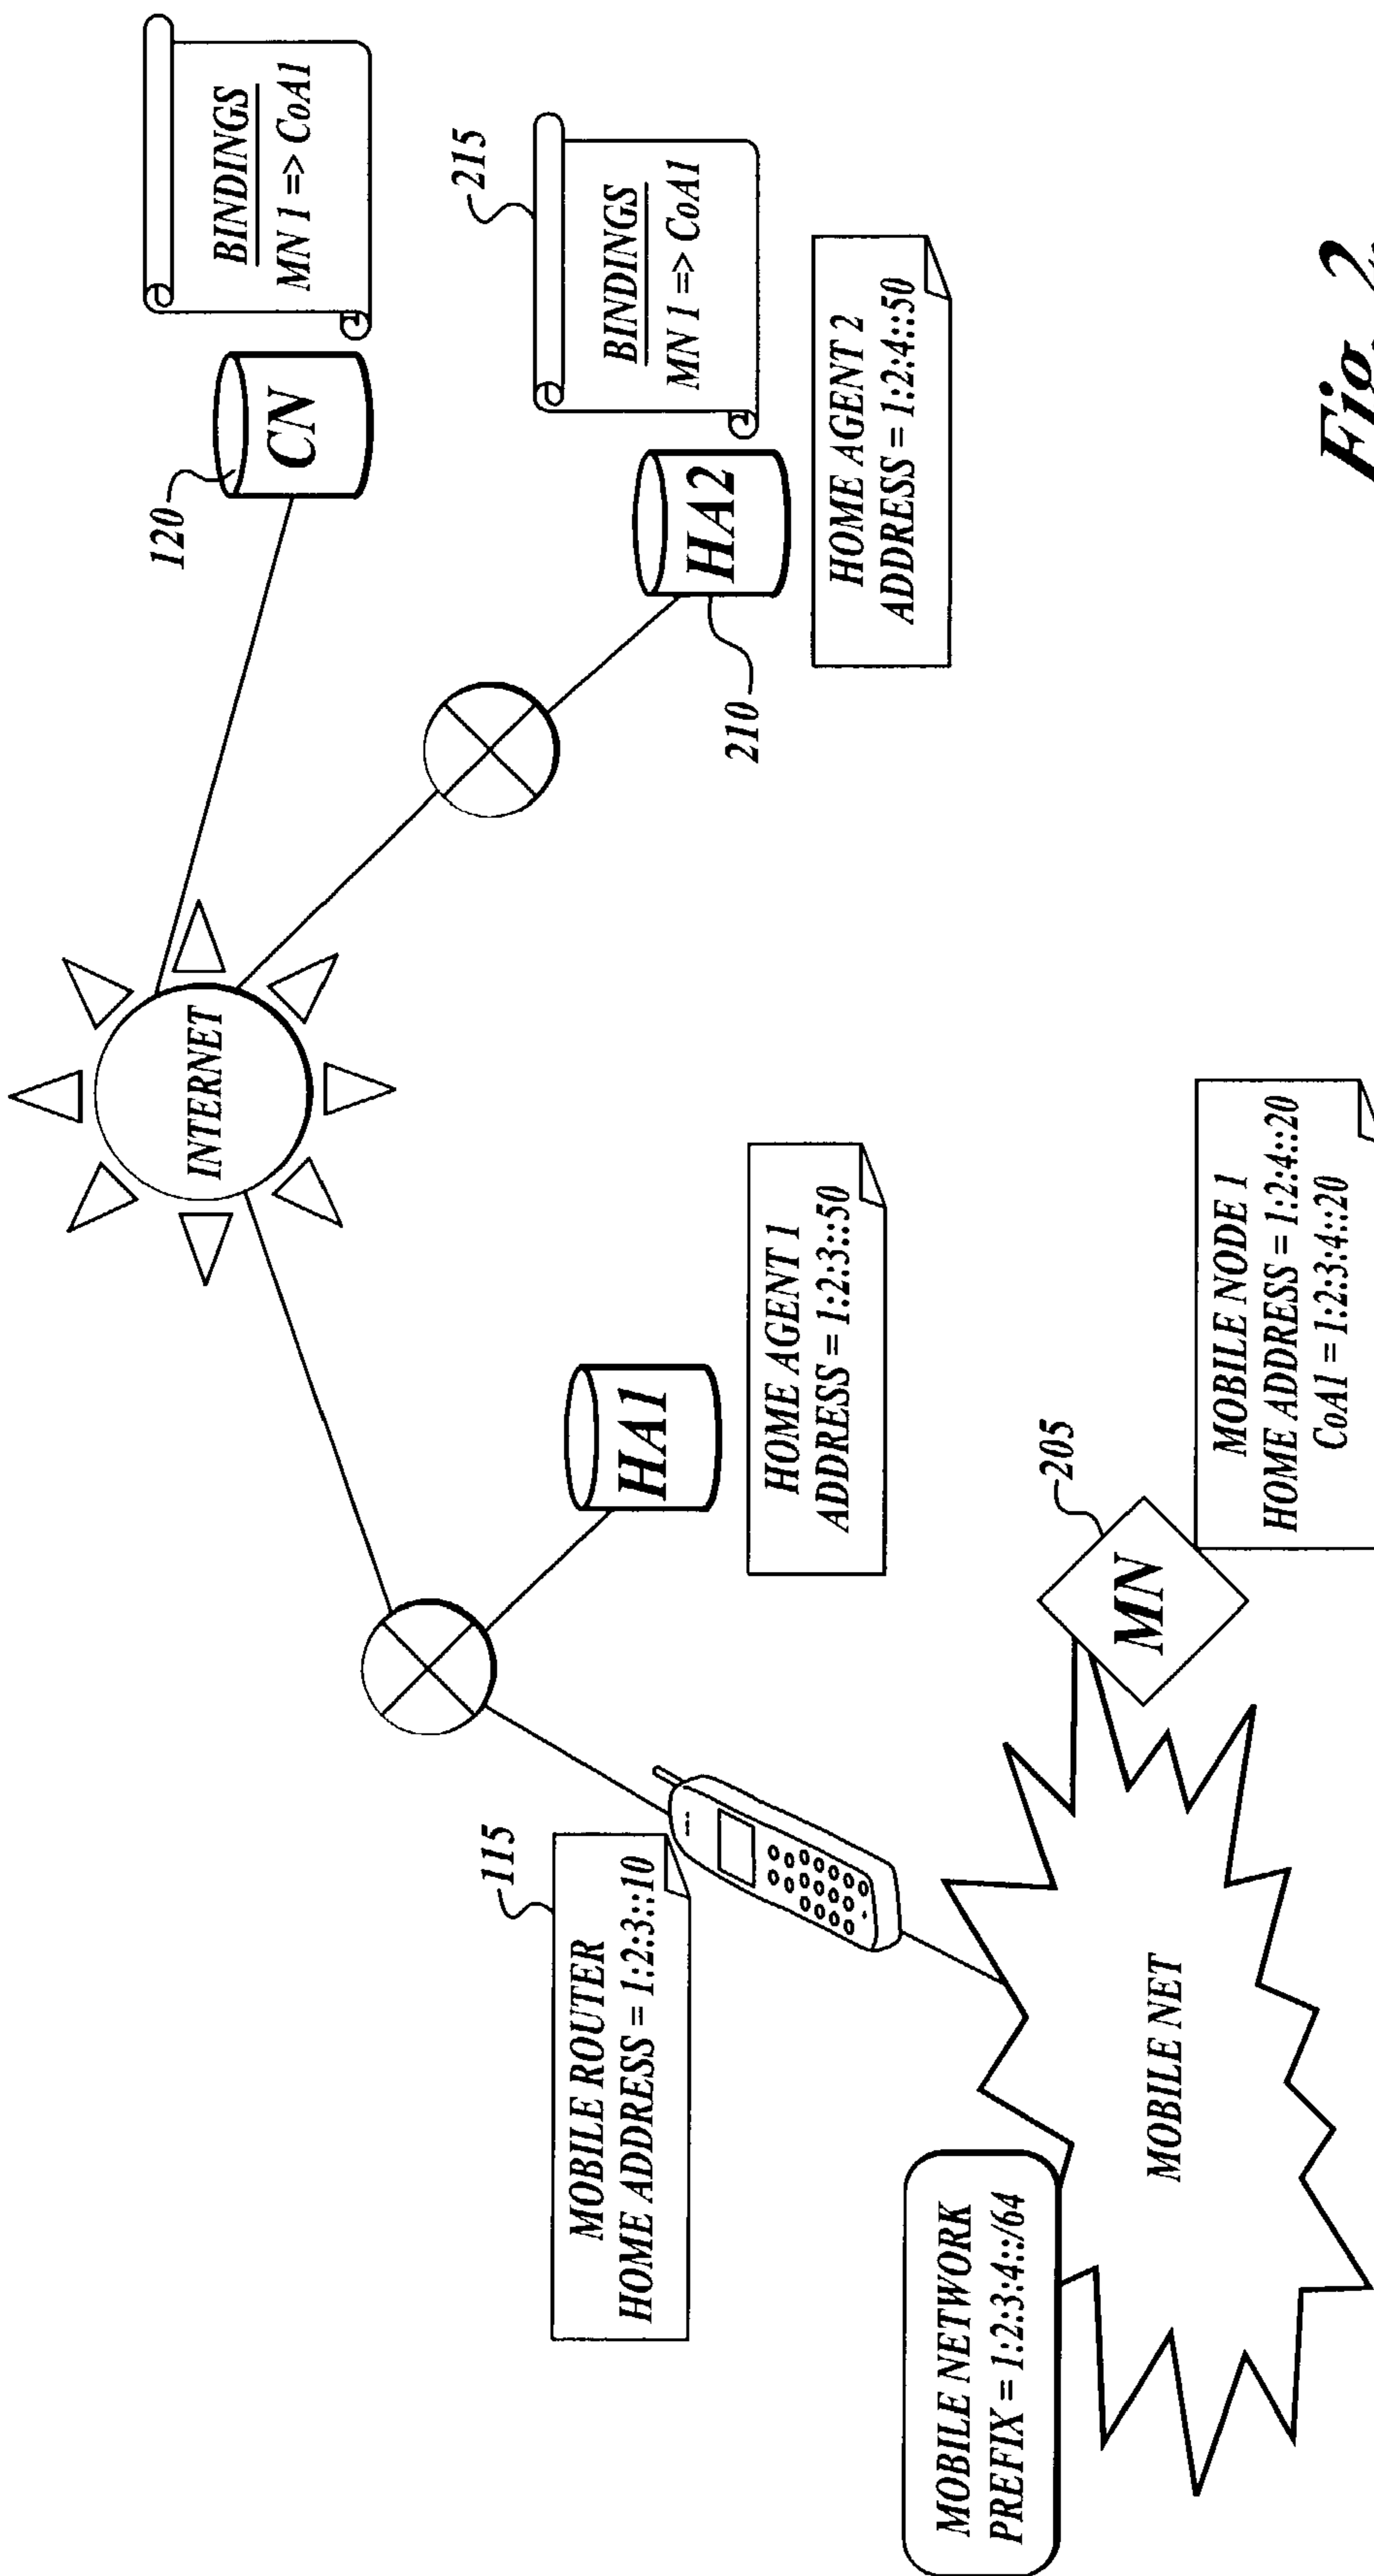 120
CN
BINDINGS
MN 1 => CoA1
215
BINDINGS
MN 1 => CoA1
HA2
210
HOME AGENT 2
ADDRESS = 1:2:4::50
INTERNET
HA1
HOME AGENT 1
ADDRESS = 1:2:3::50
115
MOBILE ROUTER
HOME ADDRESS = 1:2:3::10
205
MN
MOBILE NODE 1
HOME ADDRESS = 1:2:4::20
CoA1 = 1:2:3:4::20
MOBILE NETWORK
PREFIX = 1:2:3:4::/64
MOBILE NET
Fig. 2